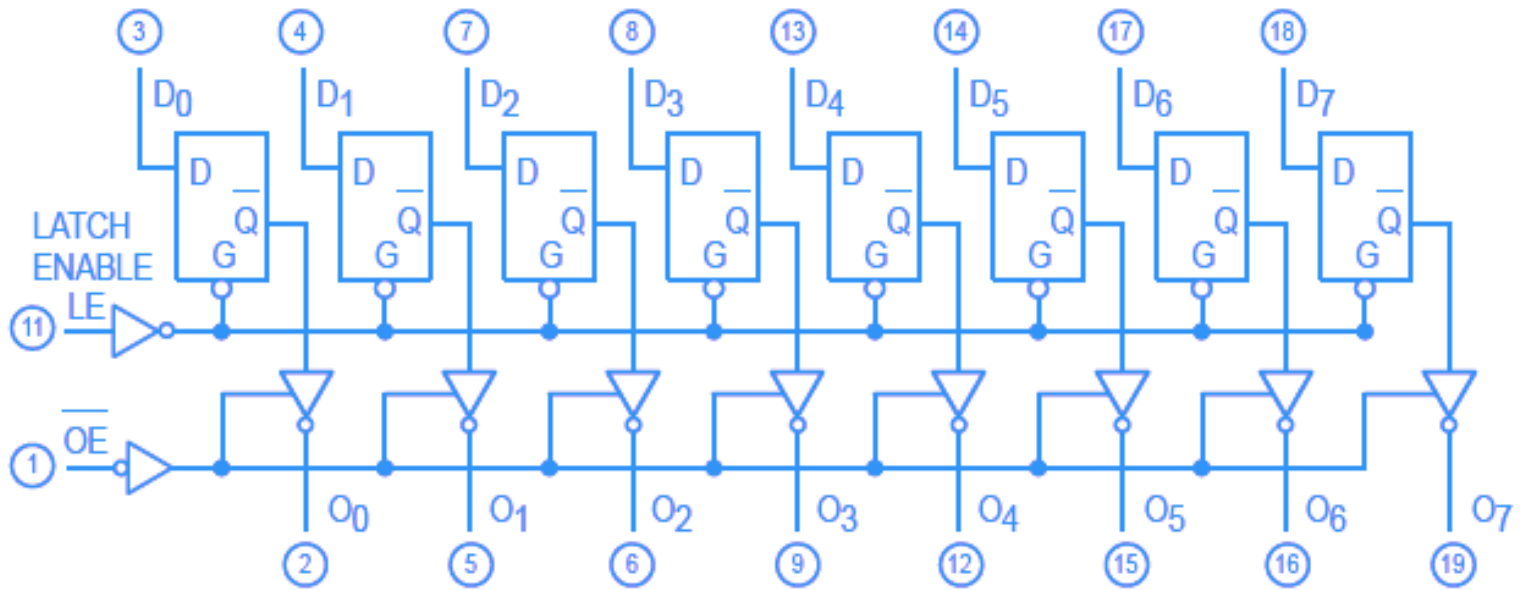 3 4 7 8 13 14 17 18
D0 D1 D2 D3 D4 D5 D6 D7
D D D D D D D D
Q̅ Q̅ Q̅ Q̅ Q̅ Q̅ Q̅ Q̅
G G G G G G G G
LATCH
ENABLE
LE
11
O̅E̅
1
O0 O1 O2 O3 O4 O5 O6 O7
2 5 6 9 12 15 16 19